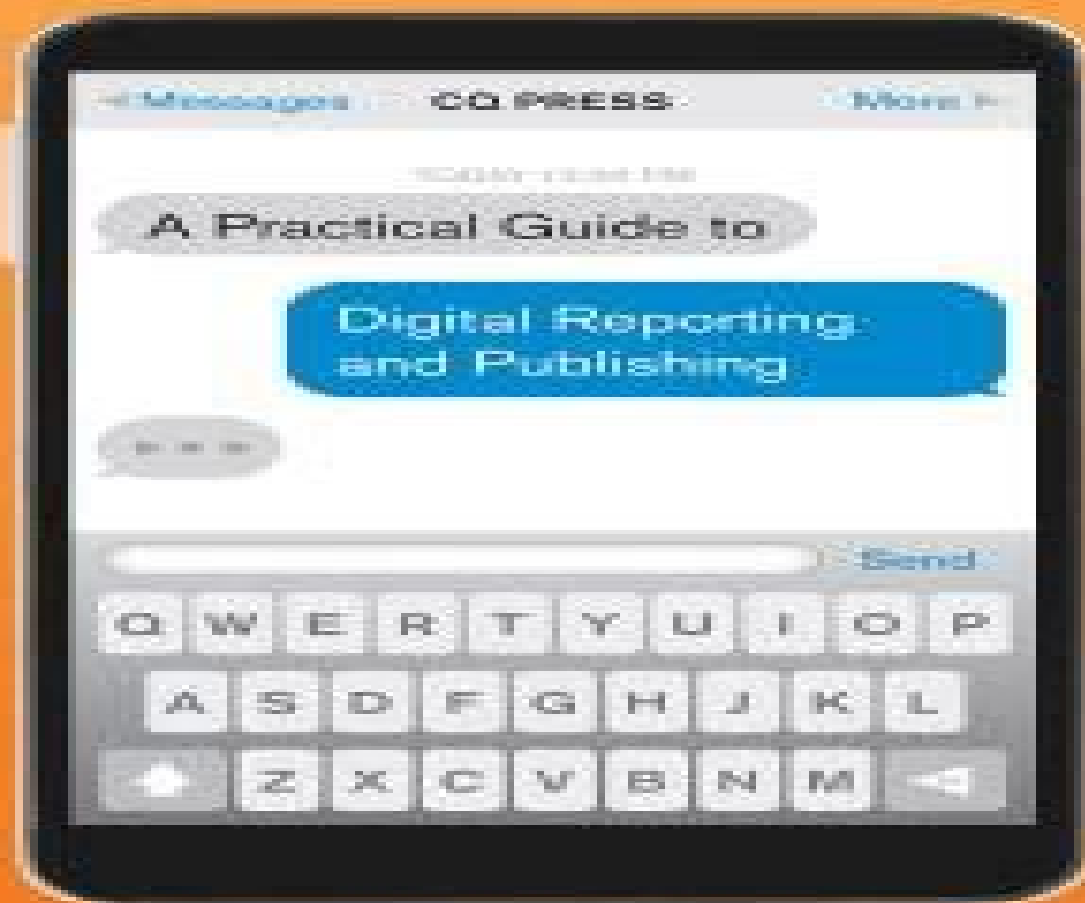 Messages CQ PRESS More
A Practical Guide to
Digital Reporting
and Publishing
Send
Q W E R T Y U I O P
A S D F G H J K L
Z X C V B N M